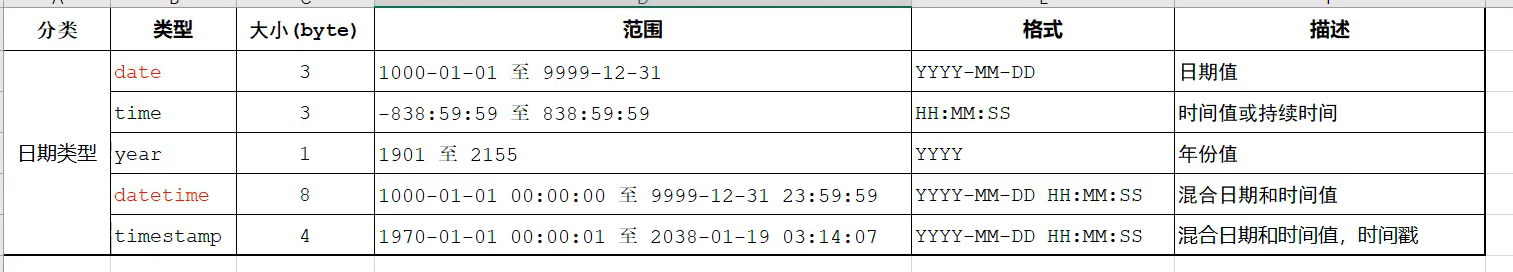 分类 类型 大小(byte) 范围 格式 描述
date 3 1000-01-01 至 9999-12-31 YYYY-MM-DD 日期值
time 3 -838:59:59 至 838:59:59 HH:MM:SS 时间值或持续时间
日期类型 year 1 1901 至 2155 YYYY 年份值
datetime 8 1000-01-01 00:00:00 至 9999-12-31 23:59:59 YYYY-MM-DD HH:MM:SS 混合日期和时间值
timestamp 4 1970-01-01 00:00:01 至 2038-01-19 03:14:07 YYYY-MM-DD HH:MM:SS 混合日期和时间值，时间戳